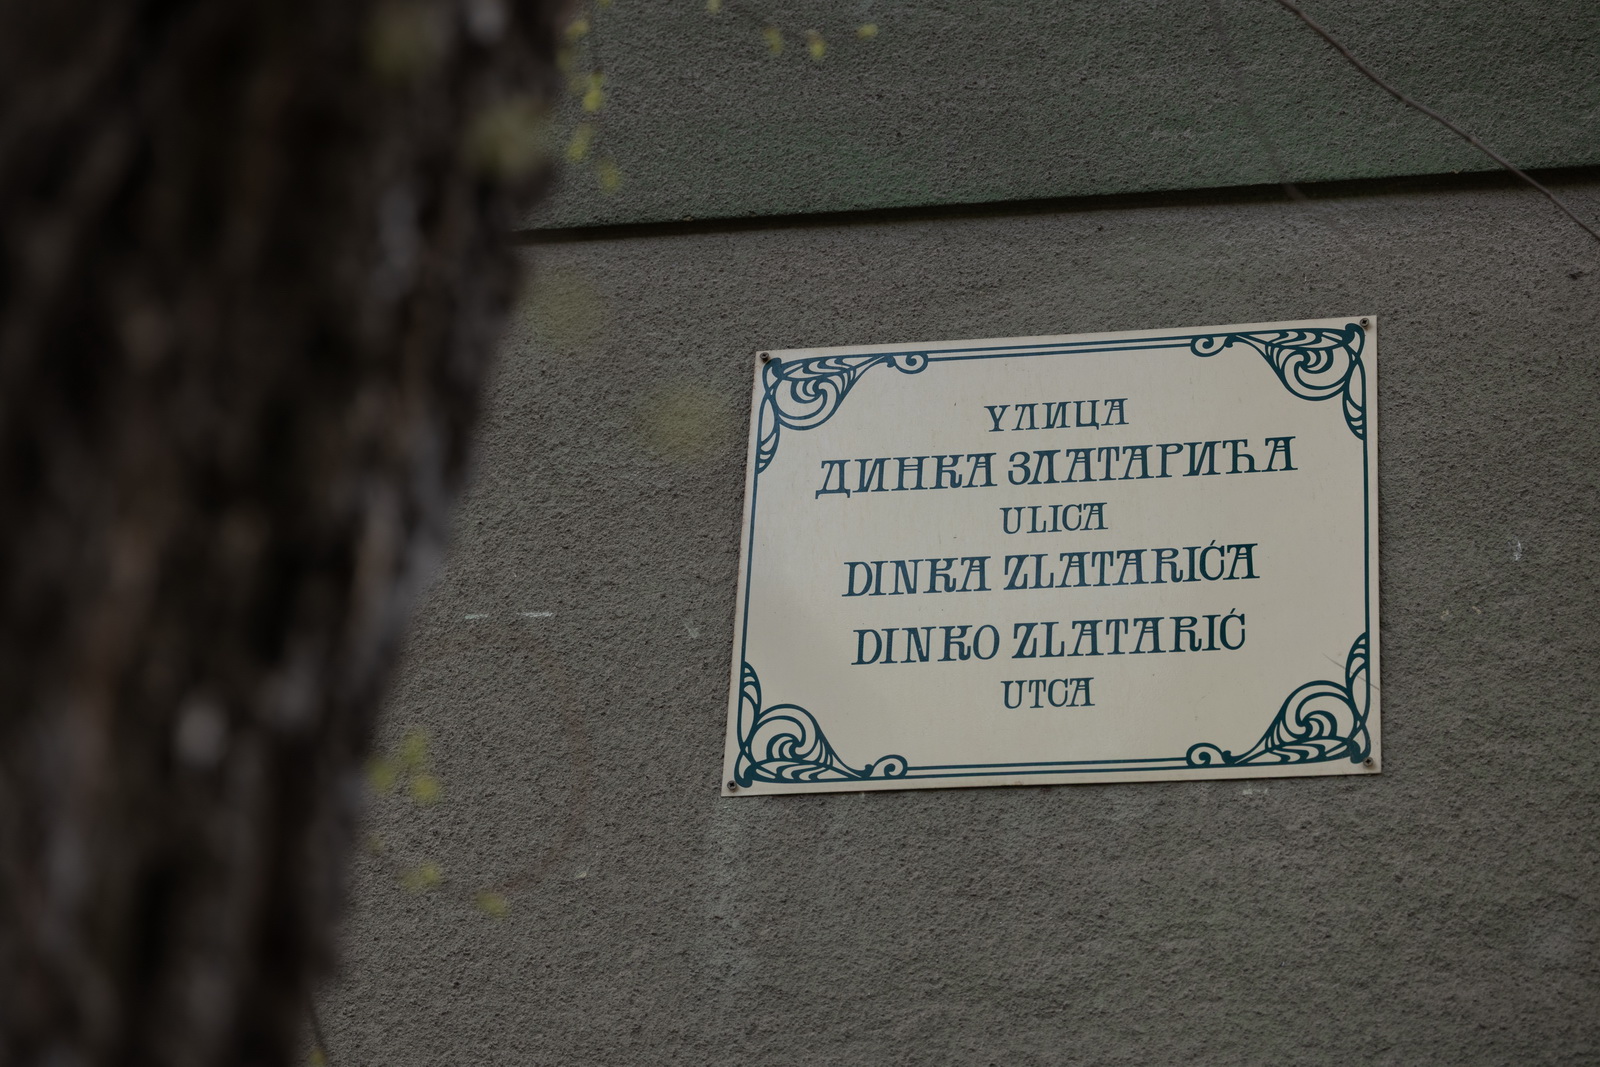 УЛИЦА
ДИНКА ЗЛАТАРИЋА
ULICA
DINKA ZLATARIĆA
DINKO ZLATARIĆ
UTCA